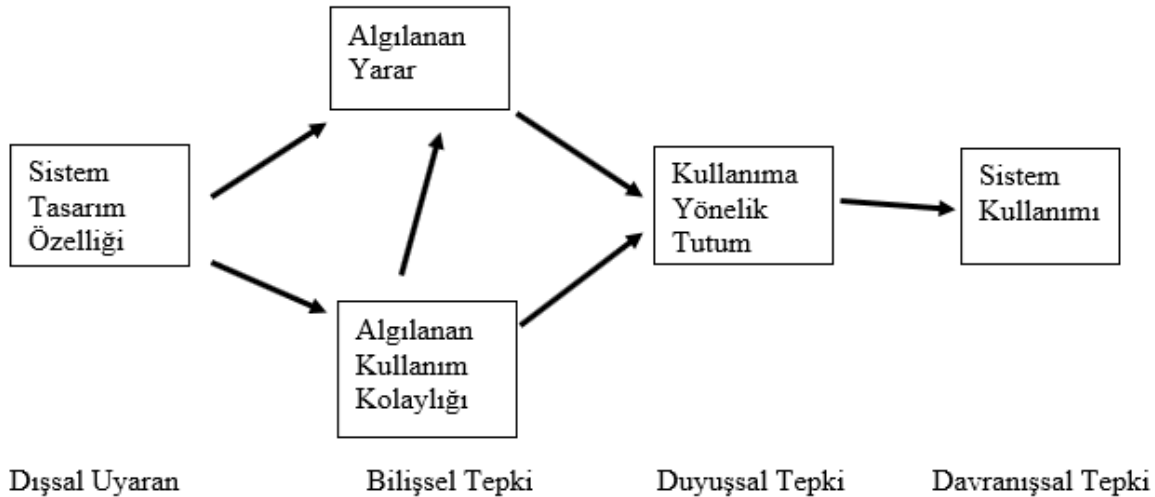 Algılanan
Yarar
Sistem
Tasarım
Özelliği
Kullanıma
Yönelik
Tutum
Sistem
Kullanımı
Algılanan
Kullanım
Kolaylığı
Dışsal Uyaran
Bilişsel Tepki
Duyuşsal Tepki
Davranışsal Tepki